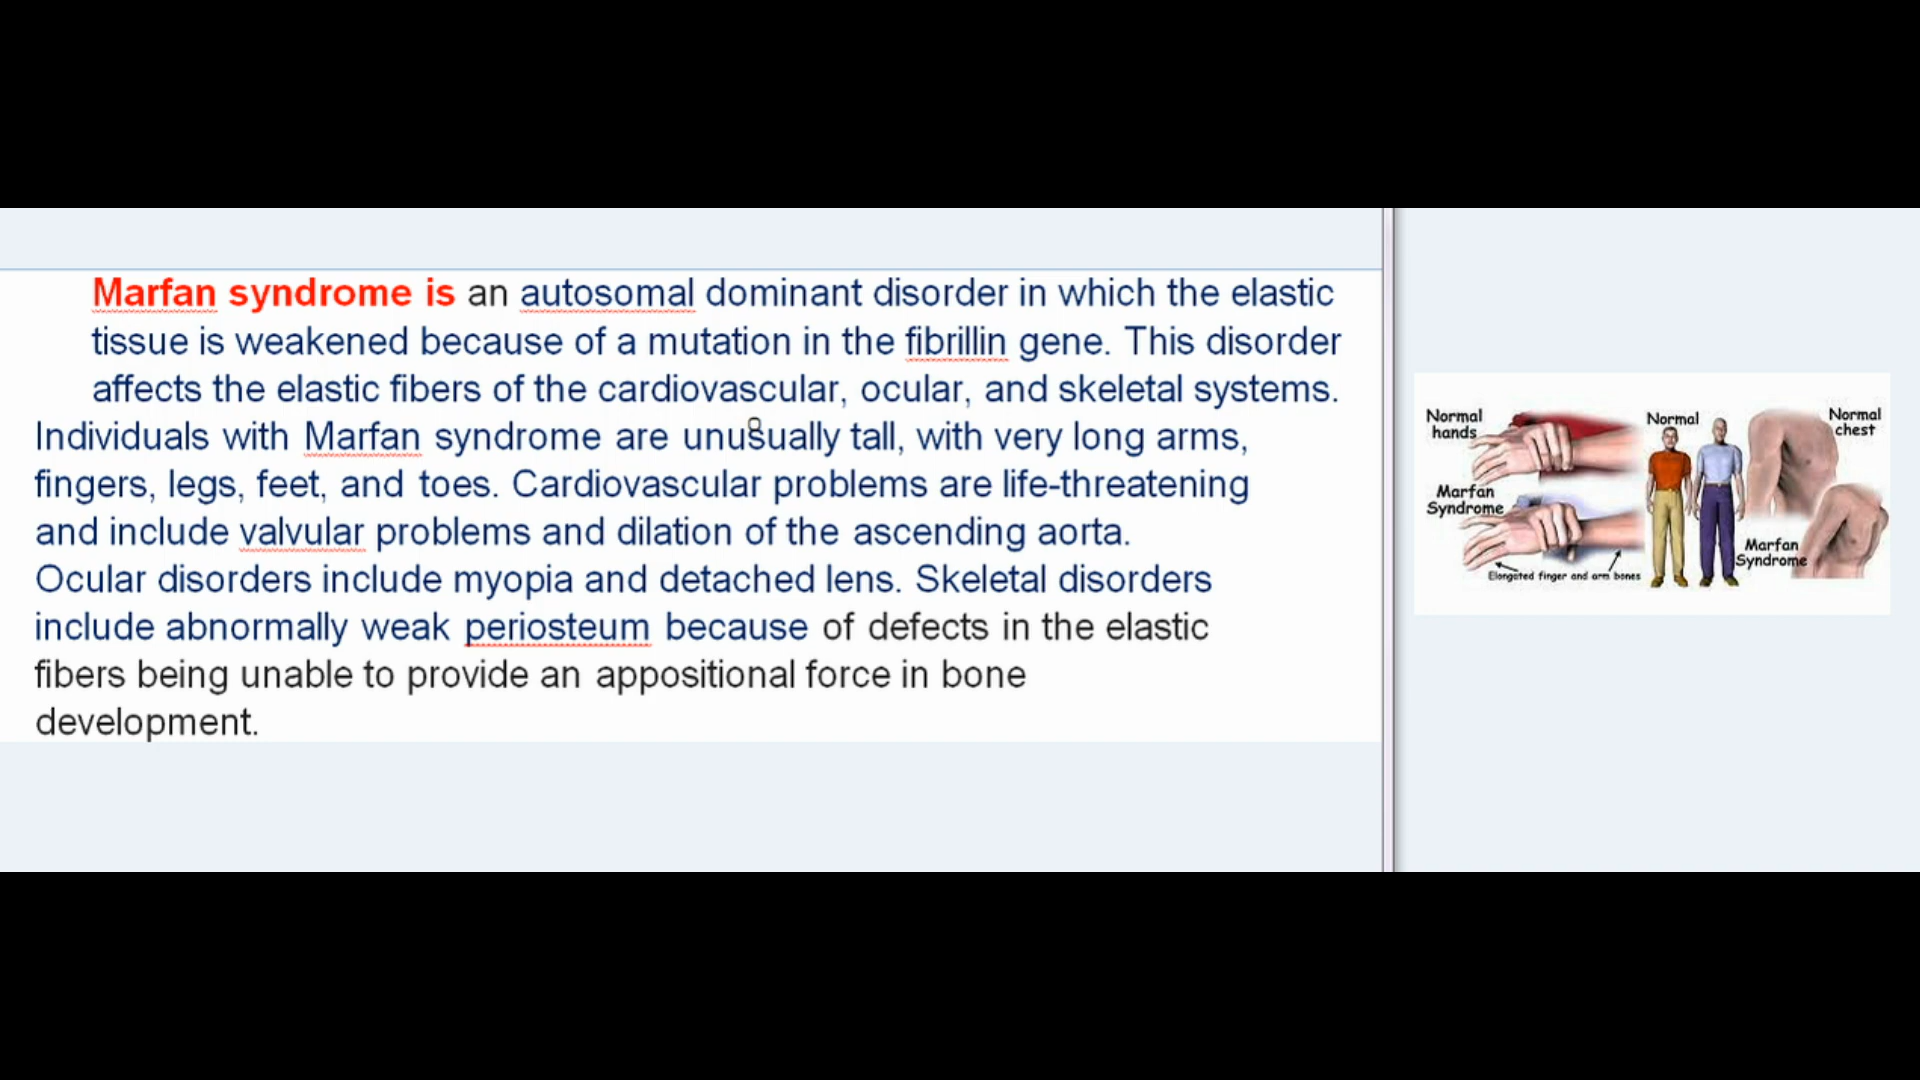 Marfan syndrome is an autosomal dominant disorder in which the elastic
tissue is weakened because of a mutation in the fibrillin gene. This disorder
affects the elastic fibers of the cardiovascular, ocular, and skeletal systems.
Individuals with Marfan syndrome are unusually tall, with very long arms,
fingers, legs, feet, and toes. Cardiovascular problems are life-threatening
and include valvular problems and dilation of the ascending aorta.
Ocular disorders include myopia and detached lens. Skeletal disorders
include abnormally weak periosteum because of defects in the elastic
fibers being unable to provide an appositional force in bone
development.
Normal
hands
Marfan
Syndrome
Elongated finger and arm bones
Normal
Normal
chest
Marfan
Syndrome